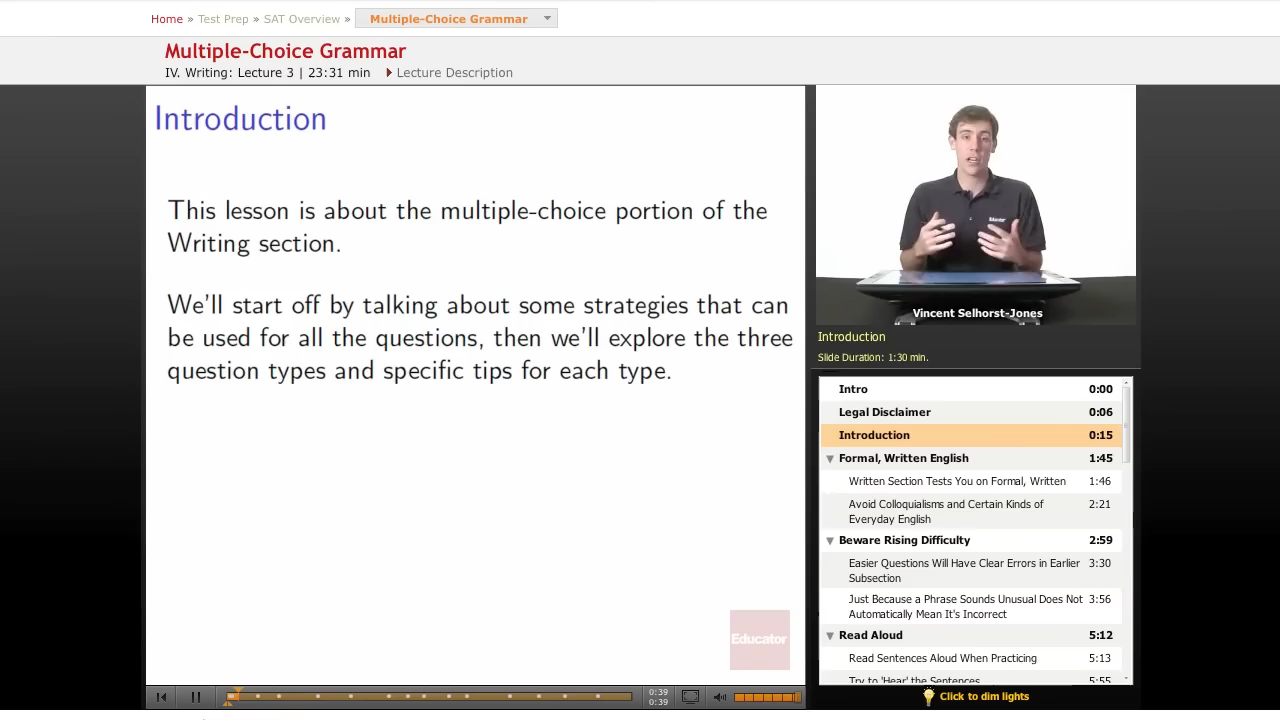 Home » Test Prep » SAT Overview » Multiple-Choice Grammar
Multiple-Choice Grammar
IV. Writing: Lecture 3 | 23:31 min Lecture Description
Introduction
This lesson is about the multiple-choice portion of the
Writing section.
We'll start off by talking about some strategies that can
be used for all the questions, then we'll explore the three
question types and specific tips for each type.
Educator
0:39
0:39
Educator
Vincent Selhorst-Jones
Introduction
Slide Duration: 1:30 min.
Intro 0:00
Legal Disclaimer 0:06
Introduction 0:15
Formal, Written English 1:45
Written Section Tests You on Formal, Written 1:46
Avoid Colloquialisms and Certain Kinds of 2:21
Everyday English
Beware Rising Difficulty 2:59
Easier Questions Will Have Clear Errors in Earlier 3:30
Subsection
Just Because a Phrase Sounds Unusual Does Not 3:56
Automatically Mean It's Incorrect
Read Aloud 5:12
Read Sentences Aloud When Practicing 5:13
Try to 'Hear' the Sentences 5:55
Click to dim lights